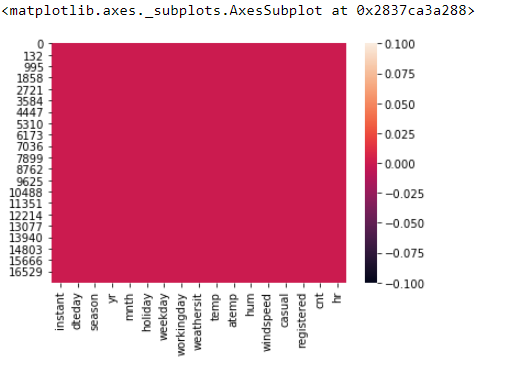 <matplotlib.axes._subplots.AxesSubplot at 0x2837ca3a288>
0
132
995
1858
2721
3584
4447
5310
6173
7036
7899
8762
9625
10488
11351
12214
13077
13940
14803
15666
16529
instant
dteday
season
yr
mnth
holiday
weekday
workingday
weathersit
temp
atemp
hum
windspeed
casual
registered
cnt
hr
0.100
0.075
0.050
0.025
0.000
−0.025
−0.050
−0.075
−0.100